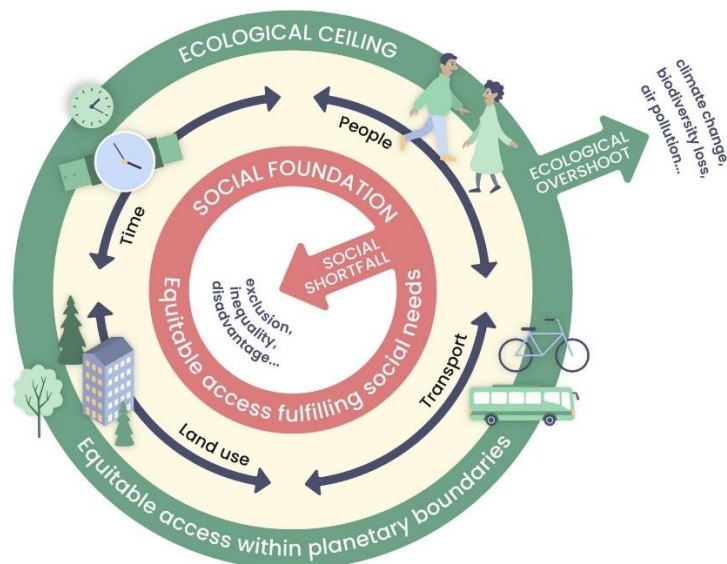 ECOLOGICAL CEILING
People
Time
SOCIAL FOUNDATION
SOCIAL
SHORTFALL
exclusion,
inequality,
disadvantage...
Equitable access fulfilling social needs
Transport
Land use
Equitable access within planetary boundaries
ECOLOGICAL
OVERSHOOT
climate change,
biodiversity loss,
air pollution...